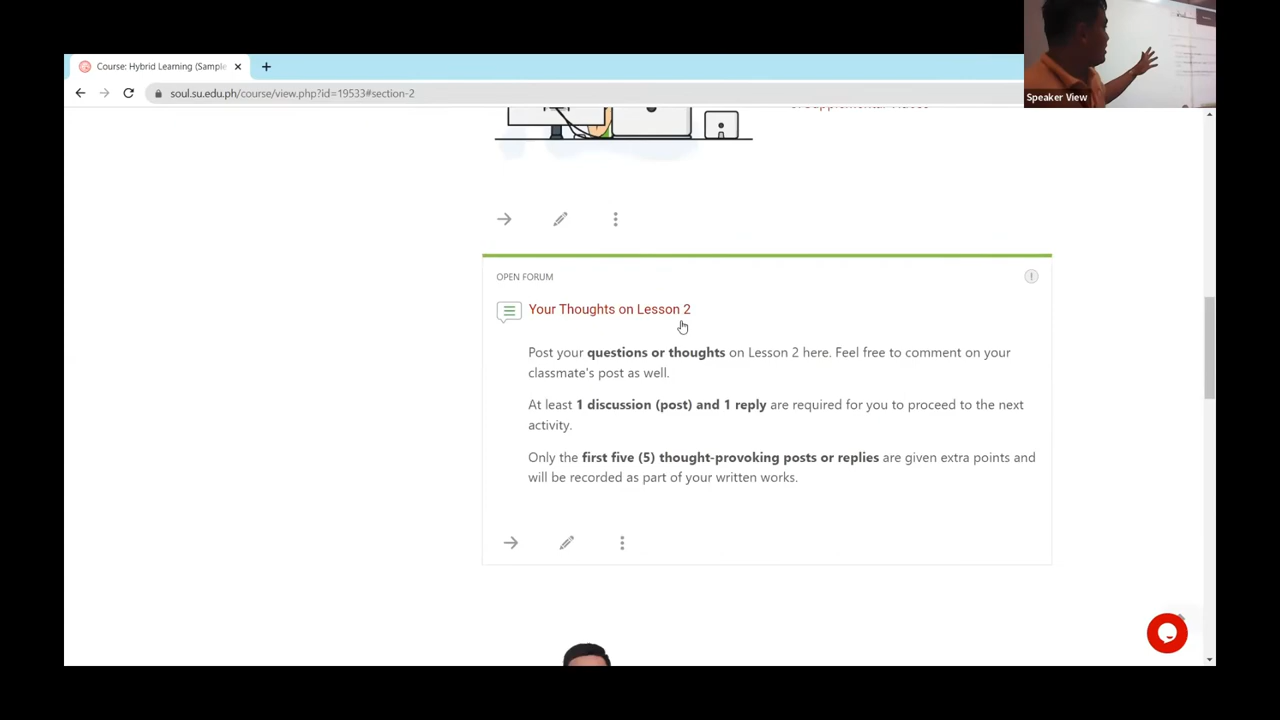 Course: Hybrid Learning (Sample
soul.su.edu.ph/course/view.php?id=19533#section-2
Speaker View
OPEN FORUM
Your Thoughts on Lesson 2
Post your questions or thoughts on Lesson 2 here. Feel free to comment on your
classmate's post as well.
At least 1 discussion (post) and 1 reply are required for you to proceed to the next
activity.
Only the first five (5) thought-provoking posts or replies are given extra points and
will be recorded as part of your written works.